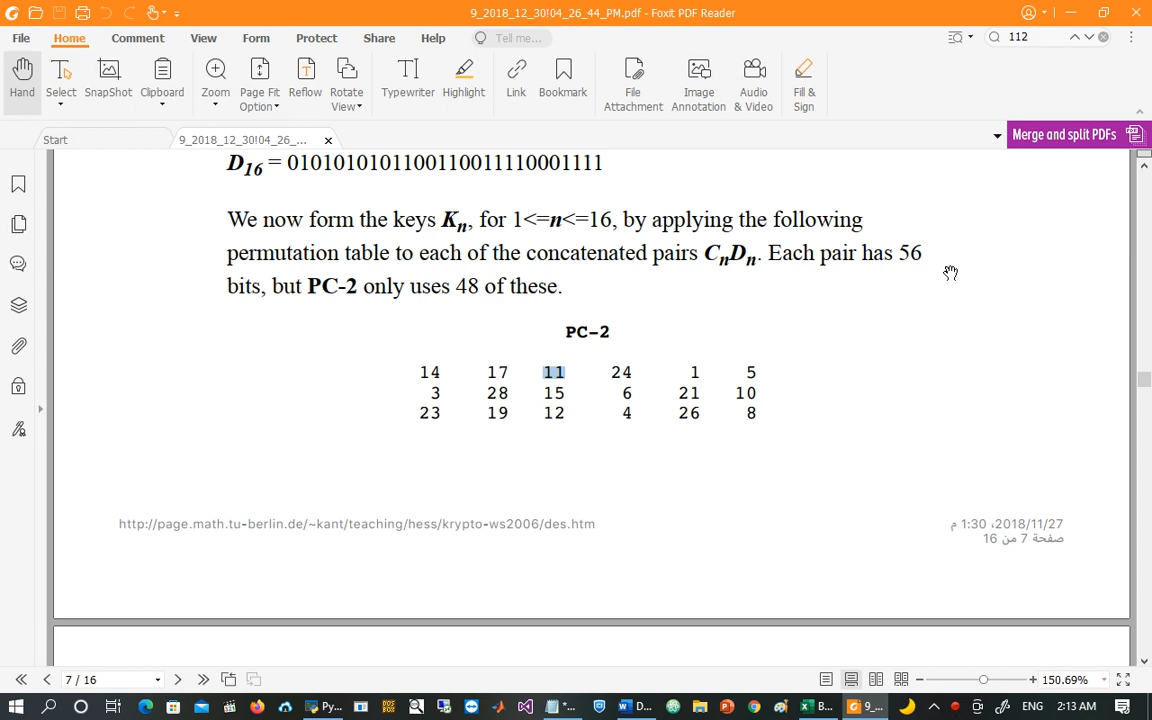 9_2018_12_30!04_26_44_PM.pdf - Foxit PDF Reader
File Home Comment View Form Protect Share Help Tell me... 112
Hand Select SnapShot Clipboard Zoom Page Fit Option Reflow Rotate View Typewriter Highlight Link Bookmark File Attachment Image Annotation Audio & Video Fill & Sign
Start 9_2018_12_30!04_26_... Merge and split PDFs
D16 = 0101010101100110011110001111
We now form the keys Kn, for 1<=n<=16, by applying the following
permutation table to each of the concatenated pairs CnDn. Each pair has 56
bits, but PC-2 only uses 48 of these.
PC-2
14 17 11 24 1 5
3 28 15 6 21 10
23 19 12 4 26 8
http://page.math.tu-berlin.de/~kant/teaching/hess/krypto-ws2006/des.htm
2018/11/27، 1:30 م
صفحة 7 من 16
7 / 16 150.69%
Py... *... D... B... 9_... ENG 2:13 AM